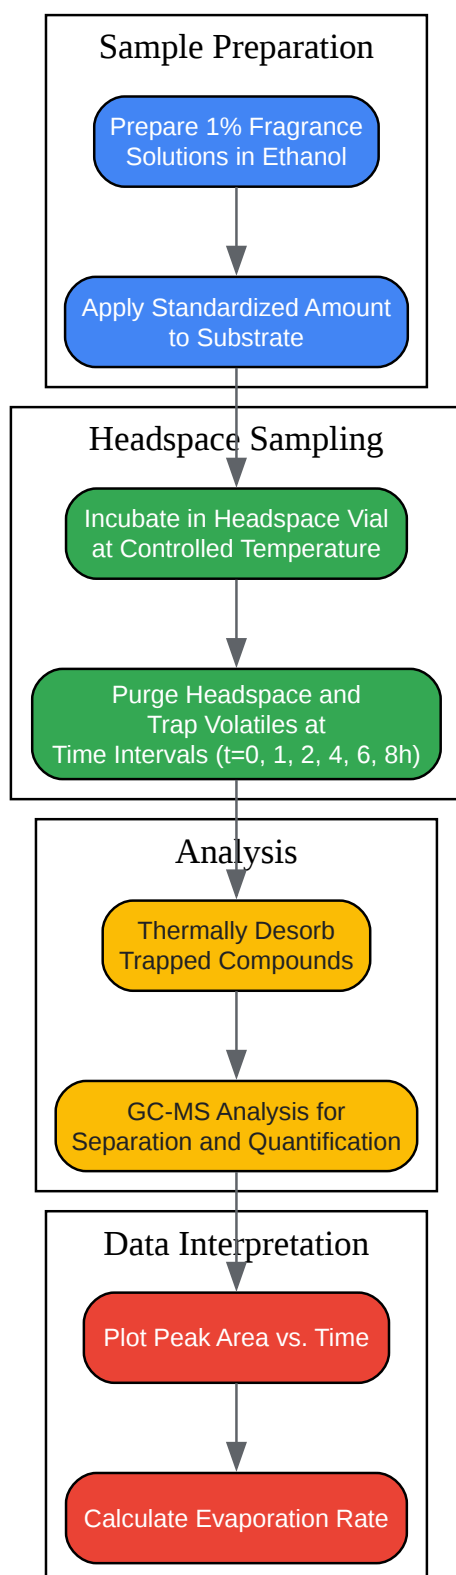 Sample Preparation
Prepare 1% Fragrance
Solutions in Ethanol
Apply Standardized Amount
to Substrate
Headspace Sampling
Incubate in Headspace Vial
at Controlled Temperature
Purge Headspace and
Trap Volatiles at
Time Intervals (t=0, 1, 2, 4, 6, 8h)
Analysis
Thermally Desorb
Trapped Compounds
GC-MS Analysis for
Separation and Quantification
Data Interpretation
Plot Peak Area vs. Time
Calculate Evaporation Rate